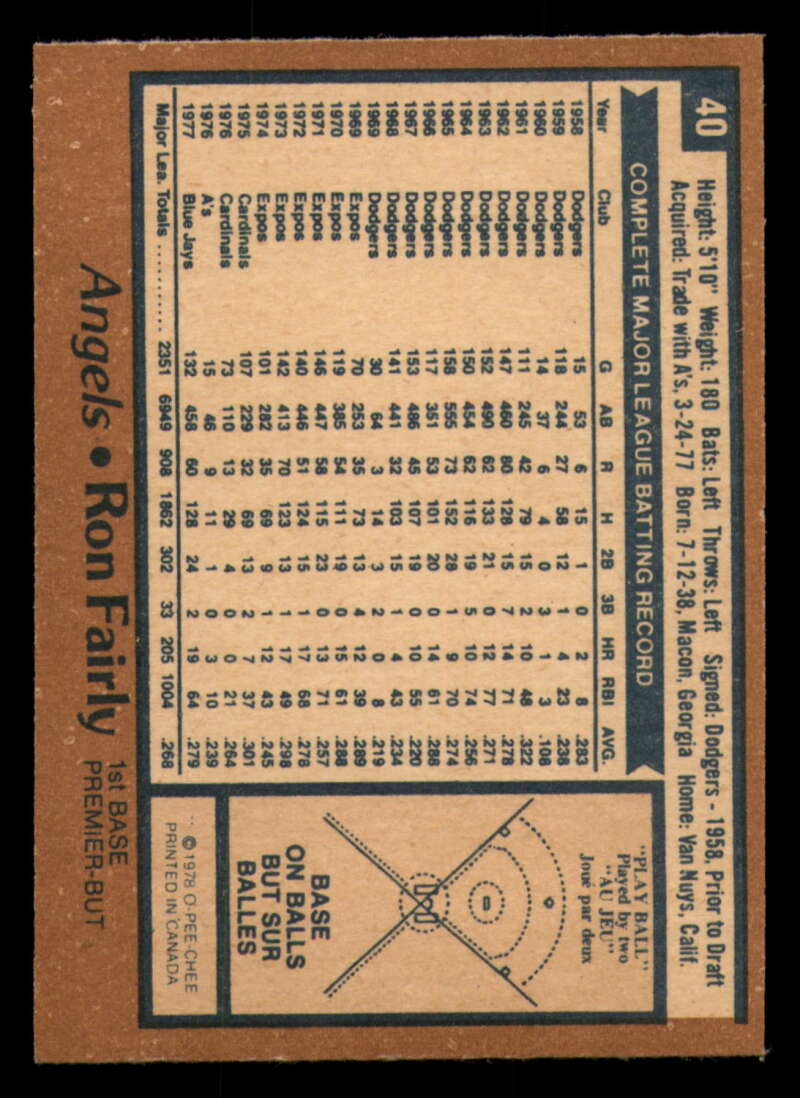 40
Height: 5'10" Weight: 180 Bats: Left Throws: Left Signed: Dodgers - 1958, Prior to Draft
Acquired: Trade with A's, 3-24-77 Born: 7-12-38, Macon, Georgia Home: Van Nuys, Calif.
COMPLETE MAJOR LEAGUE BATTING RECORD
Year Club G AB R H 2B 3B HR RBI AVG.
1958 Dodgers 15 53 6 15 1 0 2 8 .283
1959 Dodgers 118 244 27 58 12 1 4 23 .238
1960 Dodgers 14 37 6 4 0 3 1 3 .108
1961 Dodgers 111 245 42 79 15 2 10 48 .322
1962 Dodgers 147 460 80 128 15 7 14 71 .278
1963 Dodgers 152 490 62 133 21 0 12 77 .271
1964 Dodgers 150 454 62 116 19 5 10 74 .256
1965 Dodgers 158 555 73 152 28 1 9 70 .274
1966 Dodgers 117 351 53 101 20 0 14 61 .288
1967 Dodgers 153 486 45 107 19 0 10 55 .220
1968 Dodgers 141 441 32 103 15 1 4 43 .234
1969 Dodgers 30 64 3 14 3 2 0 8 .219
1969 Expos 70 253 35 73 13 4 12 39 .289
1970 Expos 119 385 54 111 19 0 15 61 .288
1971 Expos 146 447 58 115 23 0 13 71 .257
1972 Expos 140 446 51 124 15 1 17 68 .278
1973 Expos 142 413 70 123 13 1 17 49 .298
1974 Expos 101 282 35 69 9 1 12 43 .245
1975 Cardinals 107 229 32 69 13 2 7 37 .301
1976 Cardinals 73 110 13 29 4 0 0 21 .264
1976 A's 15 46 9 11 1 0 3 10 .239
1977 Blue Jays 132 458 60 128 24 2 19 64 .279
Major Lea. Totals ........... 2351 6949 908 1862 302 33 205 1004 .268
"PLAY BALL"
Played by two
"AU JEU"
Joué par deux
BASE
ON BALLS
BUT SUR
BALLES
© 1978 O-PEE-CHEE
PRINTED IN CANADA
Angels • Ron Fairly
1st BASE
PREMIER-BUT